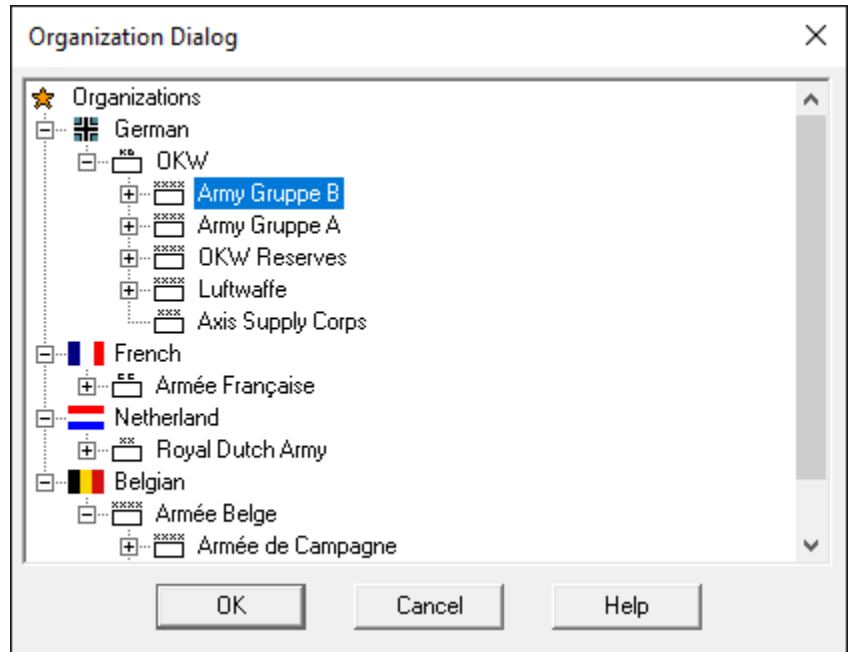 Organization Dialog
Organizations
German
OKW
Army Gruppe B
Army Gruppe A
OKW Reserves
Luftwaffe
Axis Supply Corps
French
Armée Française
Netherland
Royal Dutch Army
Belgian
Armée Belge
Armée de Campagne
OK Cancel Help